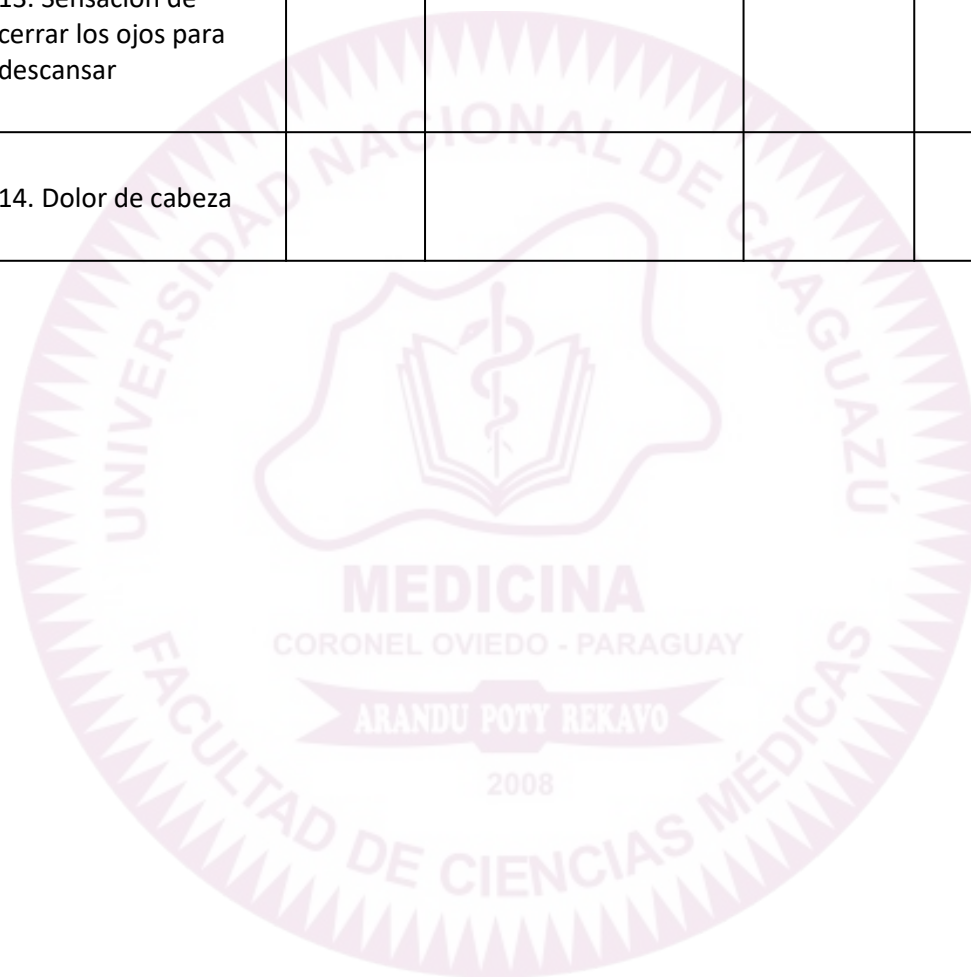 13. Sensación de
cerrar los ojos para
descansar
14. Dolor de cabeza
UNIVERSIDAD NACIONAL DE CAAGUAZÚ
MEDICINA
CORONEL OVIEDO - PARAGUAY
ARANDU POTY REKAVO
2008
FACULTAD DE CIENCIAS MÉDICAS